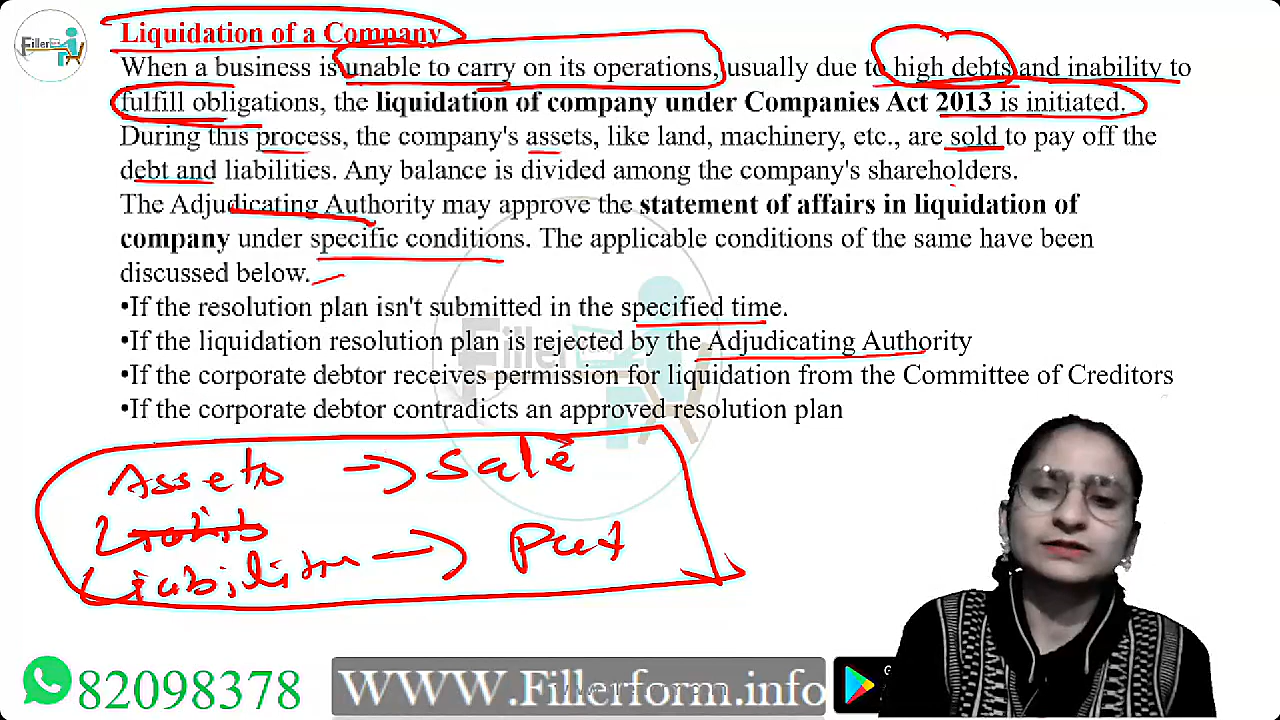 Filler Form
Liquidation of a Company
When a business is unable to carry on its operations, usually due to high debts and inability to
fulfill obligations, the liquidation of company under Companies Act 2013 is initiated.
During this process, the company's assets, like land, machinery, etc., are sold to pay off the
debt and liabilities. Any balance is divided among the company's shareholders.
The Adjudicating Authority may approve the statement of affairs in liquidation of
company under specific conditions. The applicable conditions of the same have been
discussed below.
•If the resolution plan isn't submitted in the specified time.
•If the liquidation resolution plan is rejected by the Adjudicating Authority
•If the corporate debtor receives permission for liquidation from the Committee of Creditors
•If the corporate debtor contradicts an approved resolution plan
Assets → Sale
→
82098378
WWW.Fillerform.info